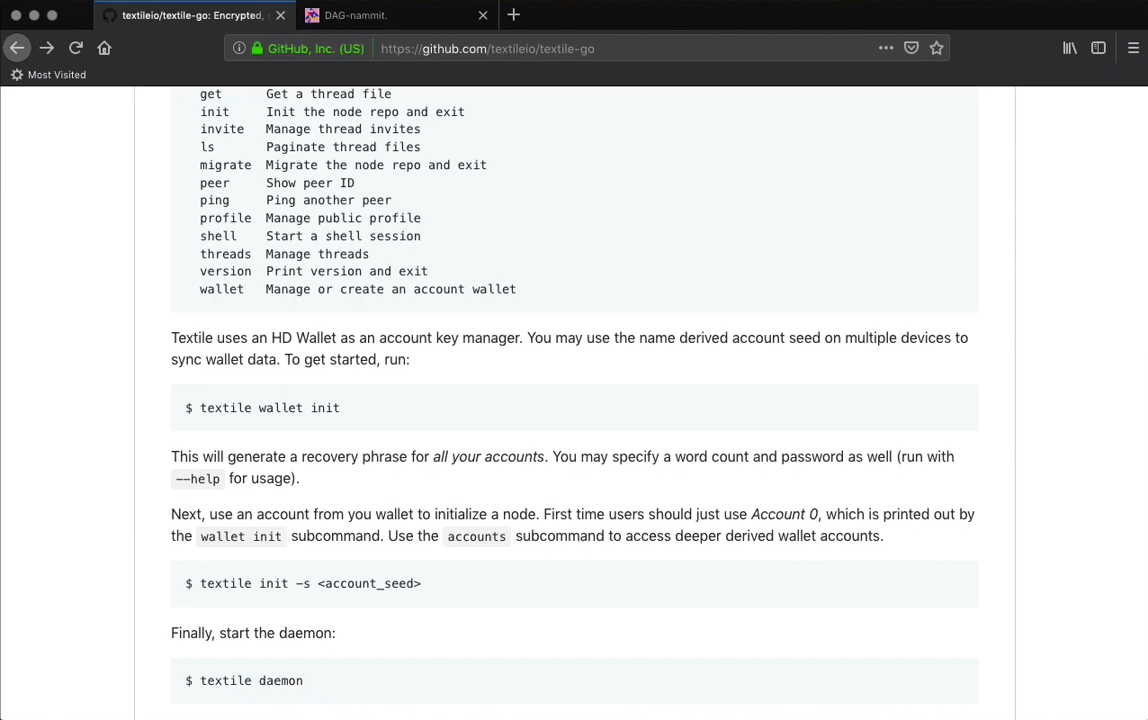 textileio/textile-go: Encrypted,
DAG-nammit.
GitHub, Inc. (US)
https://github.com/textileio/textile-go
Most Visited
get Get a thread file
init Init the node repo and exit
invite Manage thread invites
ls Paginate thread files
migrate Migrate the node repo and exit
peer Show peer ID
ping Ping another peer
profile Manage public profile
shell Start a shell session
threads Manage threads
version Print version and exit
wallet Manage or create an account wallet
Textile uses an HD Wallet as an account key manager. You may use the name derived account seed on multiple devices to
sync wallet data. To get started, run:
$ textile wallet init
This will generate a recovery phrase for all your accounts. You may specify a word count and password as well (run with
--help for usage).
Next, use an account from you wallet to initialize a node. First time users should just use Account 0, which is printed out by
the wallet init subcommand. Use the accounts subcommand to access deeper derived wallet accounts.
$ textile init -s <account_seed>
Finally, start the daemon:
$ textile daemon